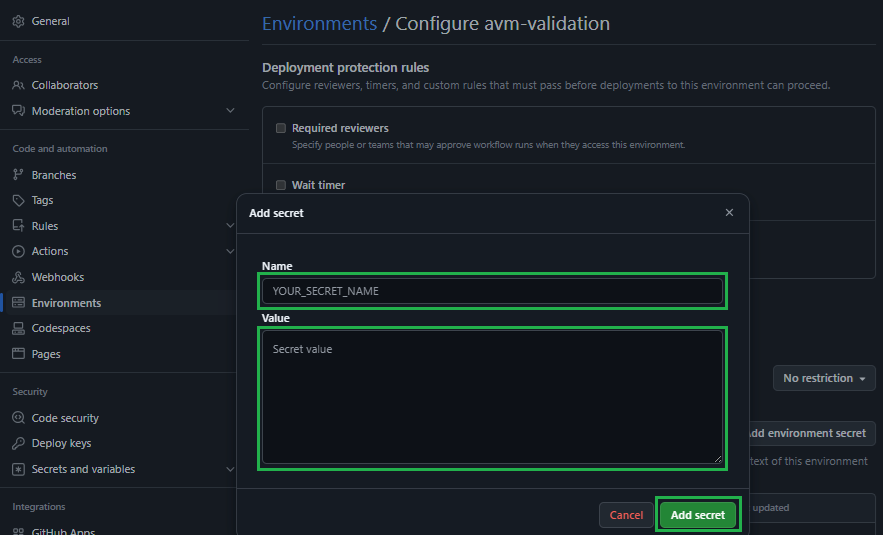 General
Access
Collaborators
Moderation options
Code and automation
Branches
Tags
Rules
Actions
Webhooks
Environments
Codespaces
Pages
Security
Code security
Deploy keys
Secrets and variables
Integrations
GitHub Apps
Environments / Configure avm-validation
Deployment protection rules
Configure reviewers, timers, and custom rules that must pass before deployments to this environment can proceed.
Required reviewers
Specify people or teams that may approve workflow runs when they access this environment.
Wait timer
Add secret
Name
YOUR_SECRET_NAME
Value
Secret value
Cancel
Add secret
No restriction
Add environment secret
text of this environment
updated